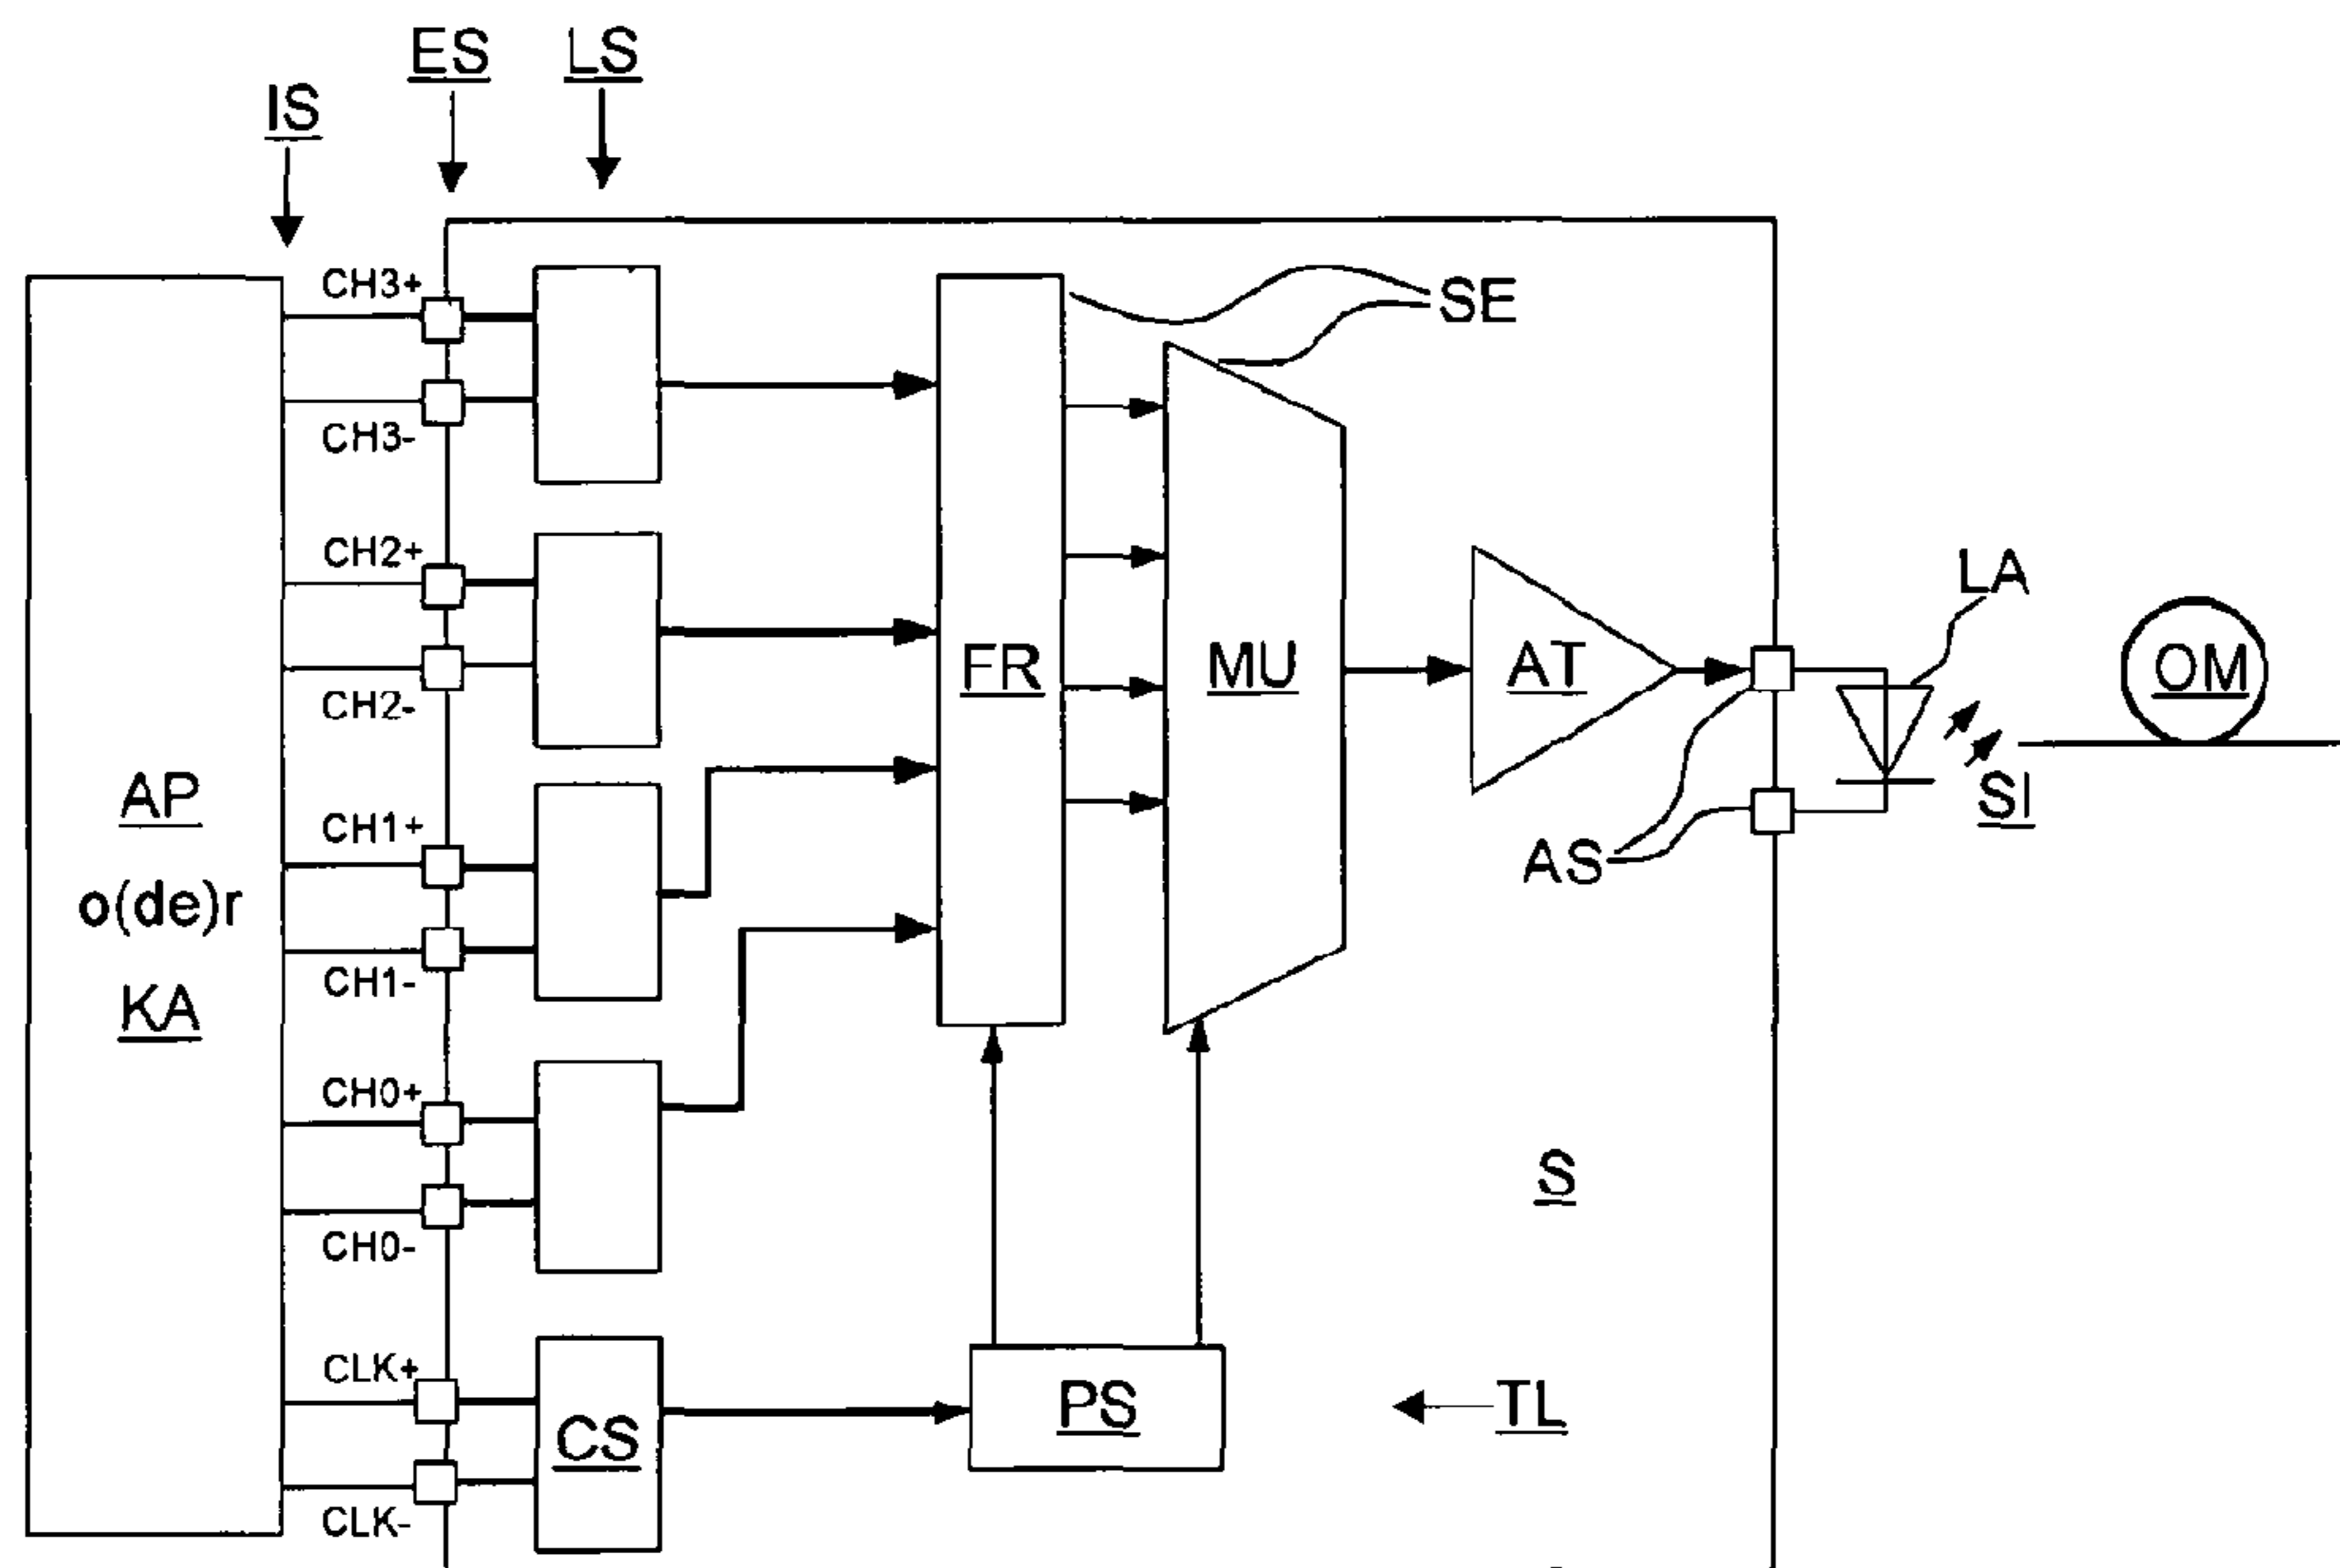 ES
LS
IS
CH3+
SE
CH3-
CH2+
LA
FR
MU
AT
OM
CH2-
AP
SI
CH1+
AS
o(de)r
CH1-
KA
CH0+
S
CH0-
CLK+
PS
TL
CS
CLK-